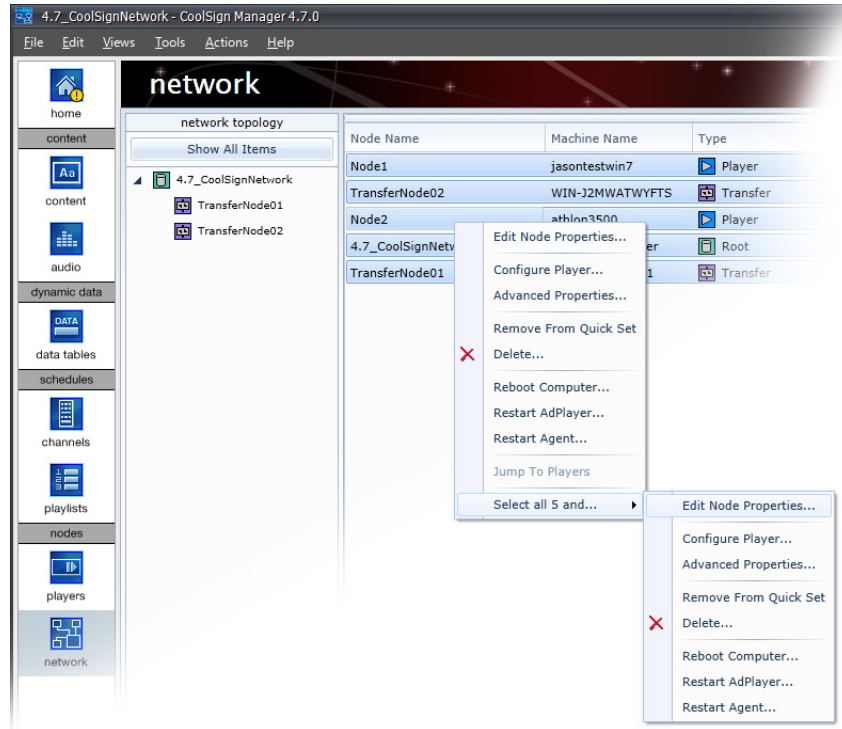 4.7_CoolSignNetwork - CoolSign Manager 4.7.0
File Edit Views Tools Actions Help
home
content
content
audio
dynamic data
DATA
data tables
schedules
channels
playlists
nodes
players
network
network
network topology
Show All Items
4.7_CoolSignNetwork
TransferNode01
TransferNode02
Node Name Machine Name Type
Node1 jasontestwin7 Player
TransferNode02 WIN-J2MWATWYFTS Transfer
Node2 athlon3500 Player
4.7_CoolSignNetw er Root
TransferNode01 1 Transfer
Edit Node Properties...
Configure Player...
Advanced Properties...
Remove From Quick Set
Delete...
Reboot Computer...
Restart AdPlayer...
Restart Agent...
Jump To Players
Select all 5 and...
Edit Node Properties...
Configure Player...
Advanced Properties...
Remove From Quick Set
Delete...
Reboot Computer...
Restart AdPlayer...
Restart Agent...